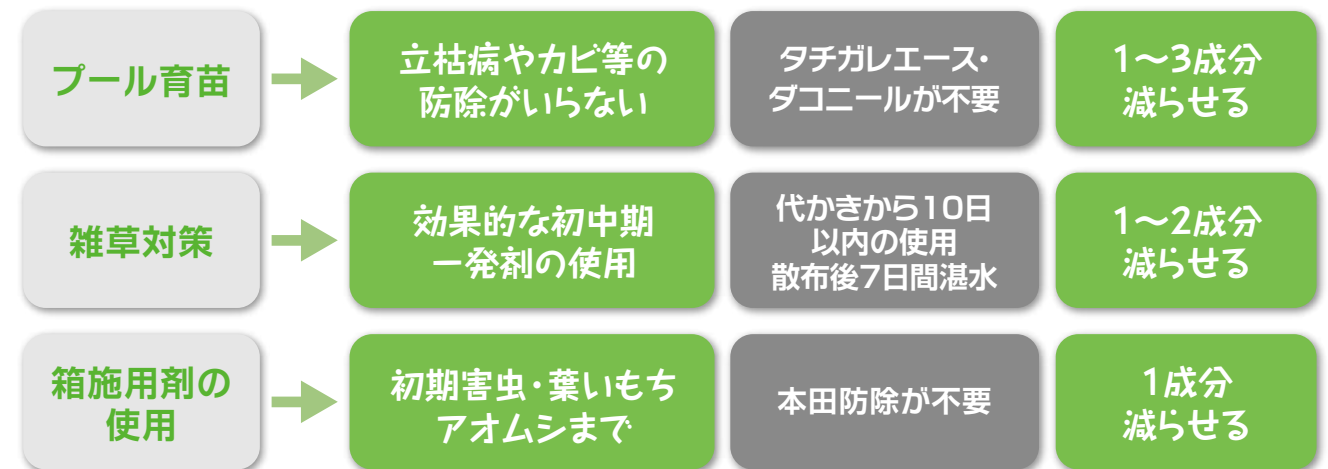 プール育苗
立枯病やカビ等の
防除がいらない
タチガレエース・
ダコニールが不要
1〜3成分
減らせる
雑草対策
効果的な初中期
一発剤の使用
代かきから10日
以内の使用
散布後7日間湛水
1〜2成分
減らせる
箱施用剤の
使用
初期害虫・葉いもち
アオムシまで
本田防除が不要
1成分
減らせる